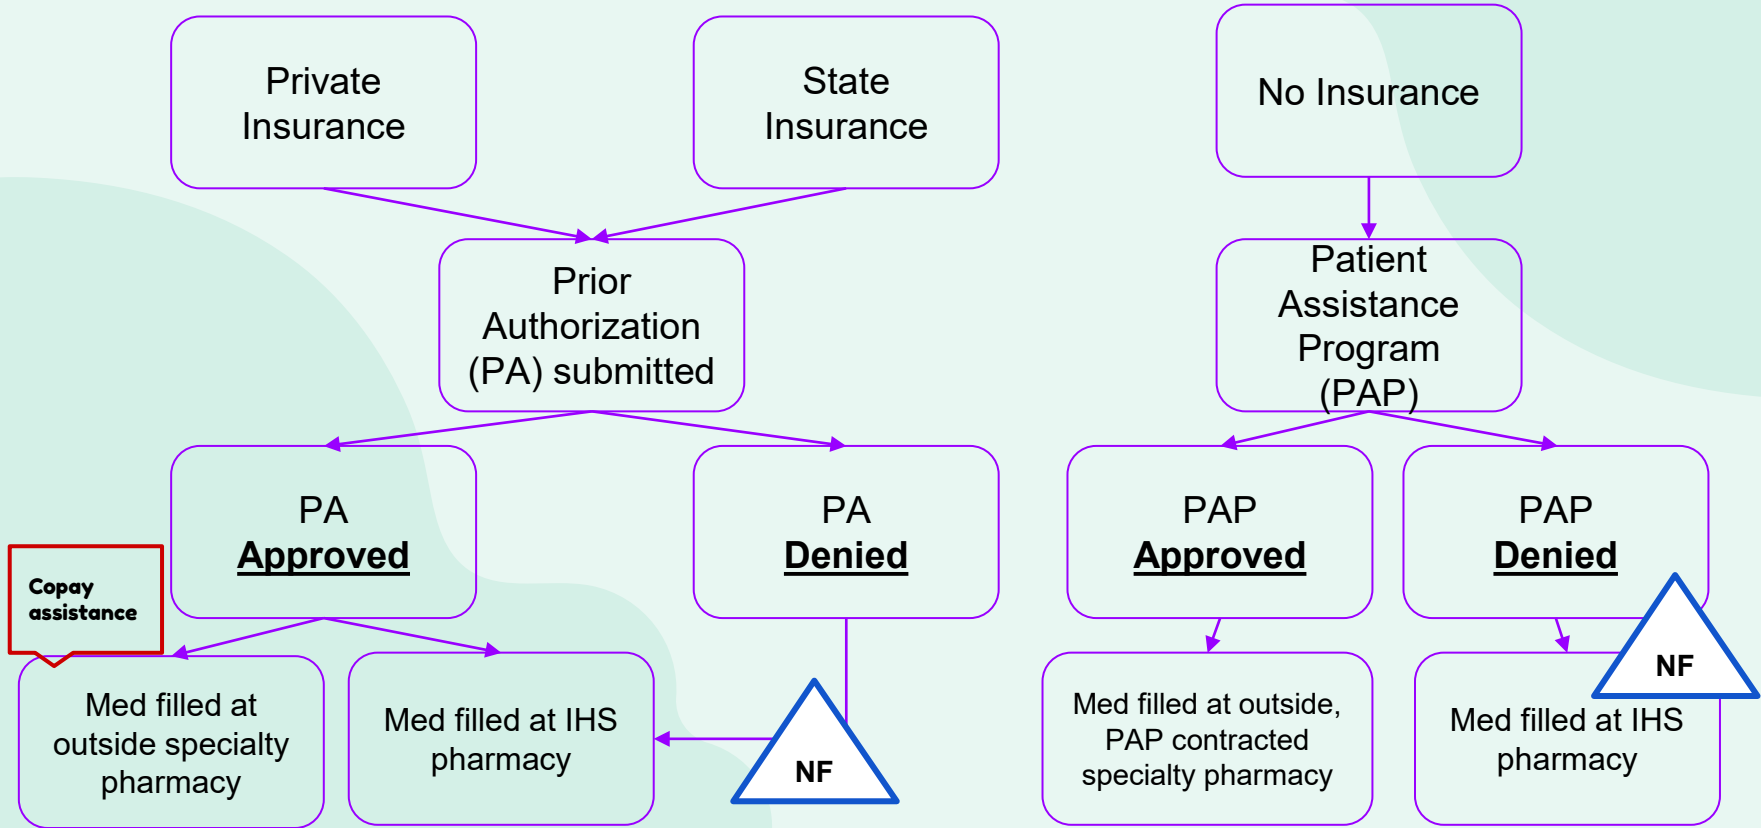 Private
Insurance
State
Insurance
No Insurance
Prior
Authorization
(PA) submitted
Patient
Assistance
Program
(PAP)
PA
Approved
PA
Denied
PAP
Approved
PAP
Denied
Copay
assistance
Med filled at
outside specialty
pharmacy
Med filled at IHS
pharmacy
NF
Med filled at outside,
PAP contracted
specialty pharmacy
Med filled at IHS
pharmacy
NF